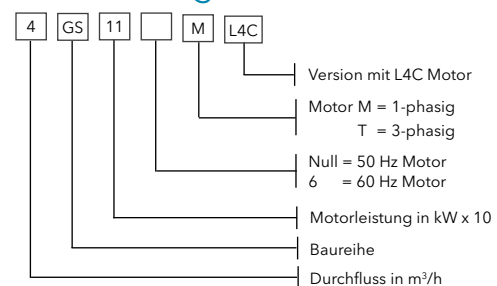 4 GS 11 M L4C
Version mit L4C Motor
Motor M = 1-phasig
T = 3-phasig
Null = 50 Hz Motor
6 = 60 Hz Motor
Motorleistung in kW x 10
Baureihe
Durchfluss in m³/h